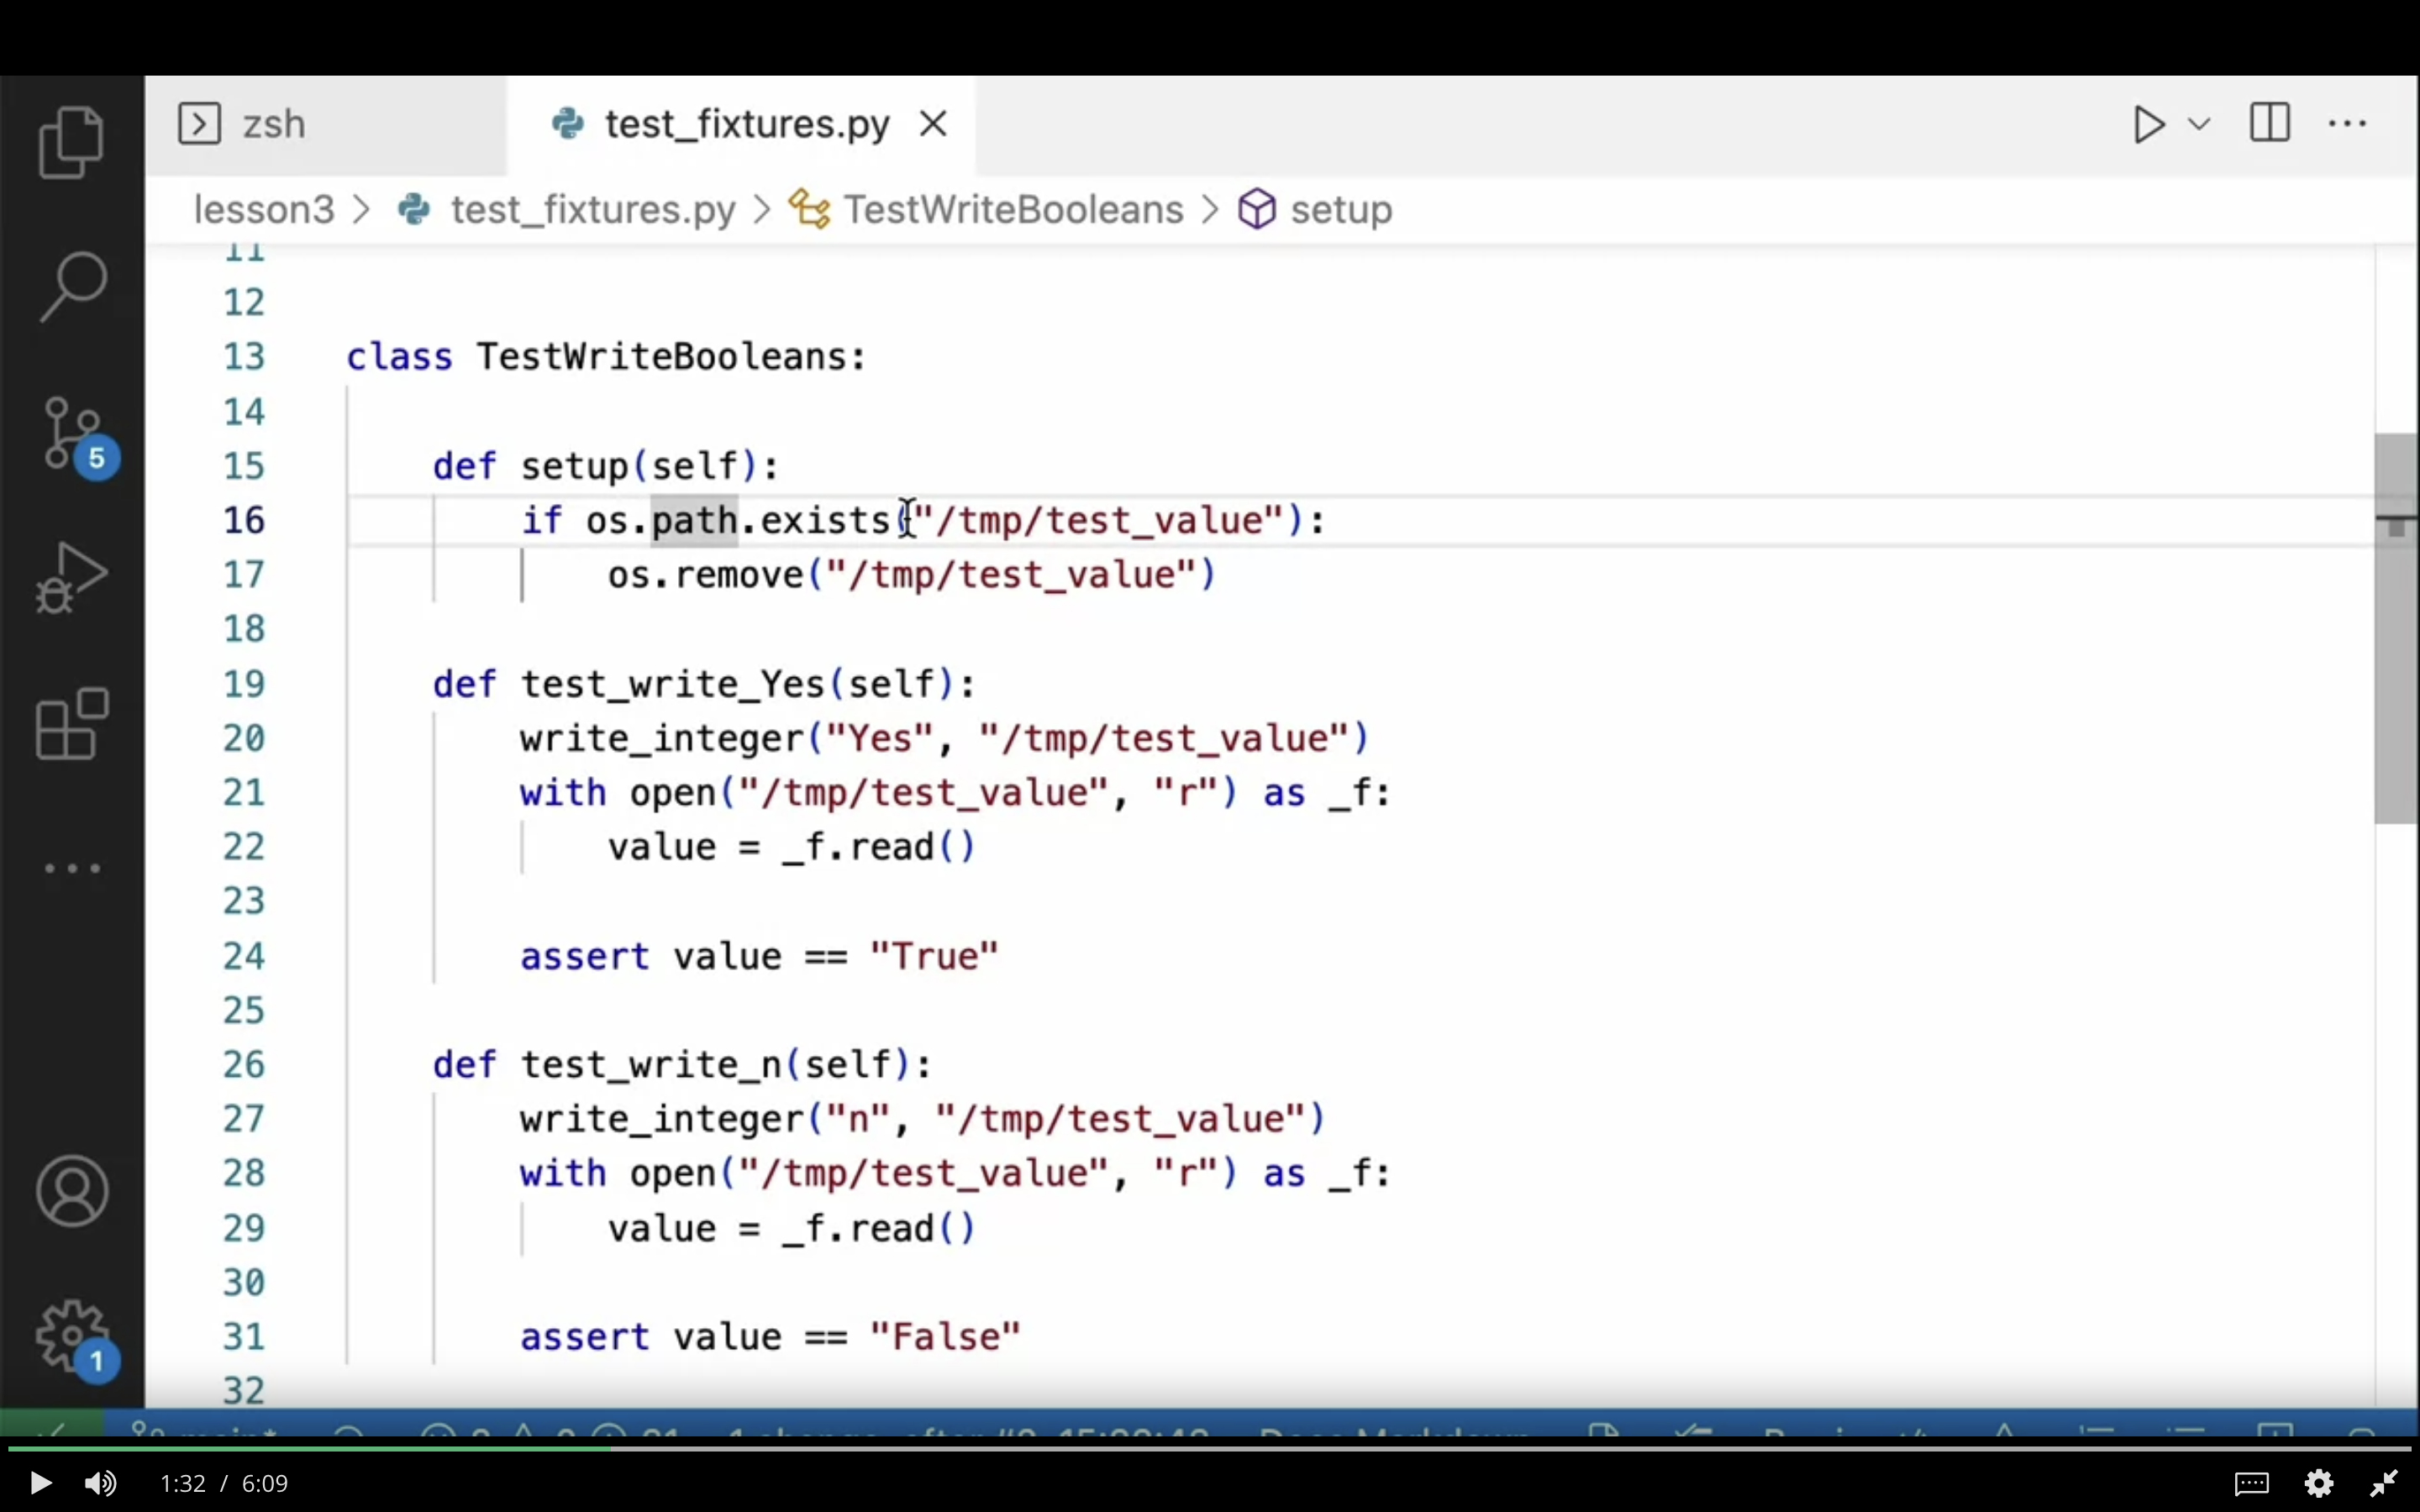 zsh
test_fixtures.py
lesson3 > test_fixtures.py > TestWriteBooleans > setup
11
12
13 class TestWriteBooleans:
14
15 def setup(self):
16 if os.path.exists("/tmp/test_value"):
17 os.remove("/tmp/test_value")
18
19 def test_write_Yes(self):
20 write_integer("Yes", "/tmp/test_value")
21 with open("/tmp/test_value", "r") as _f:
22 value = _f.read()
23
24 assert value == "True"
25
26 def test_write_n(self):
27 write_integer("n", "/tmp/test_value")
28 with open("/tmp/test_value", "r") as _f:
29 value = _f.read()
30
31 assert value == "False"
32
5
1
1:32 / 6:09